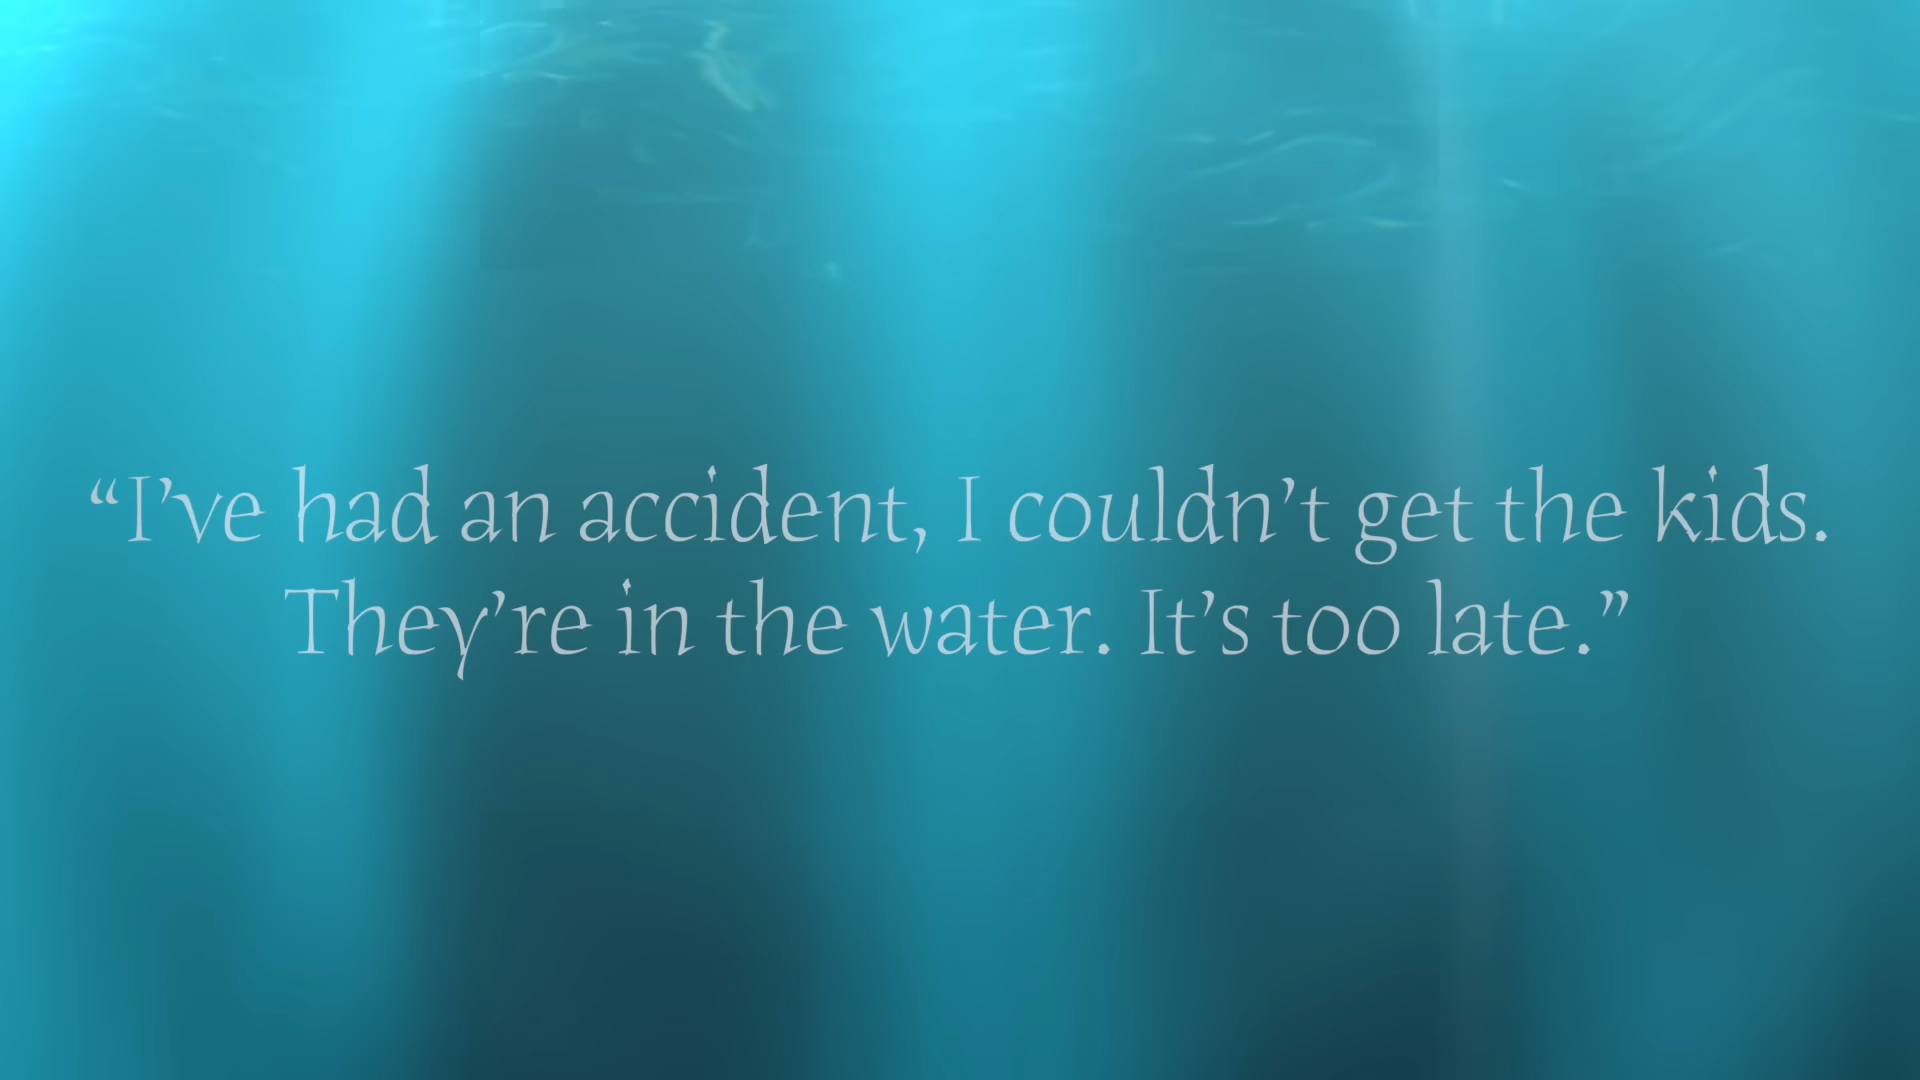 “I’ve had an accident, I couldn’t get the kids.
They’re in the water. It’s too late.”